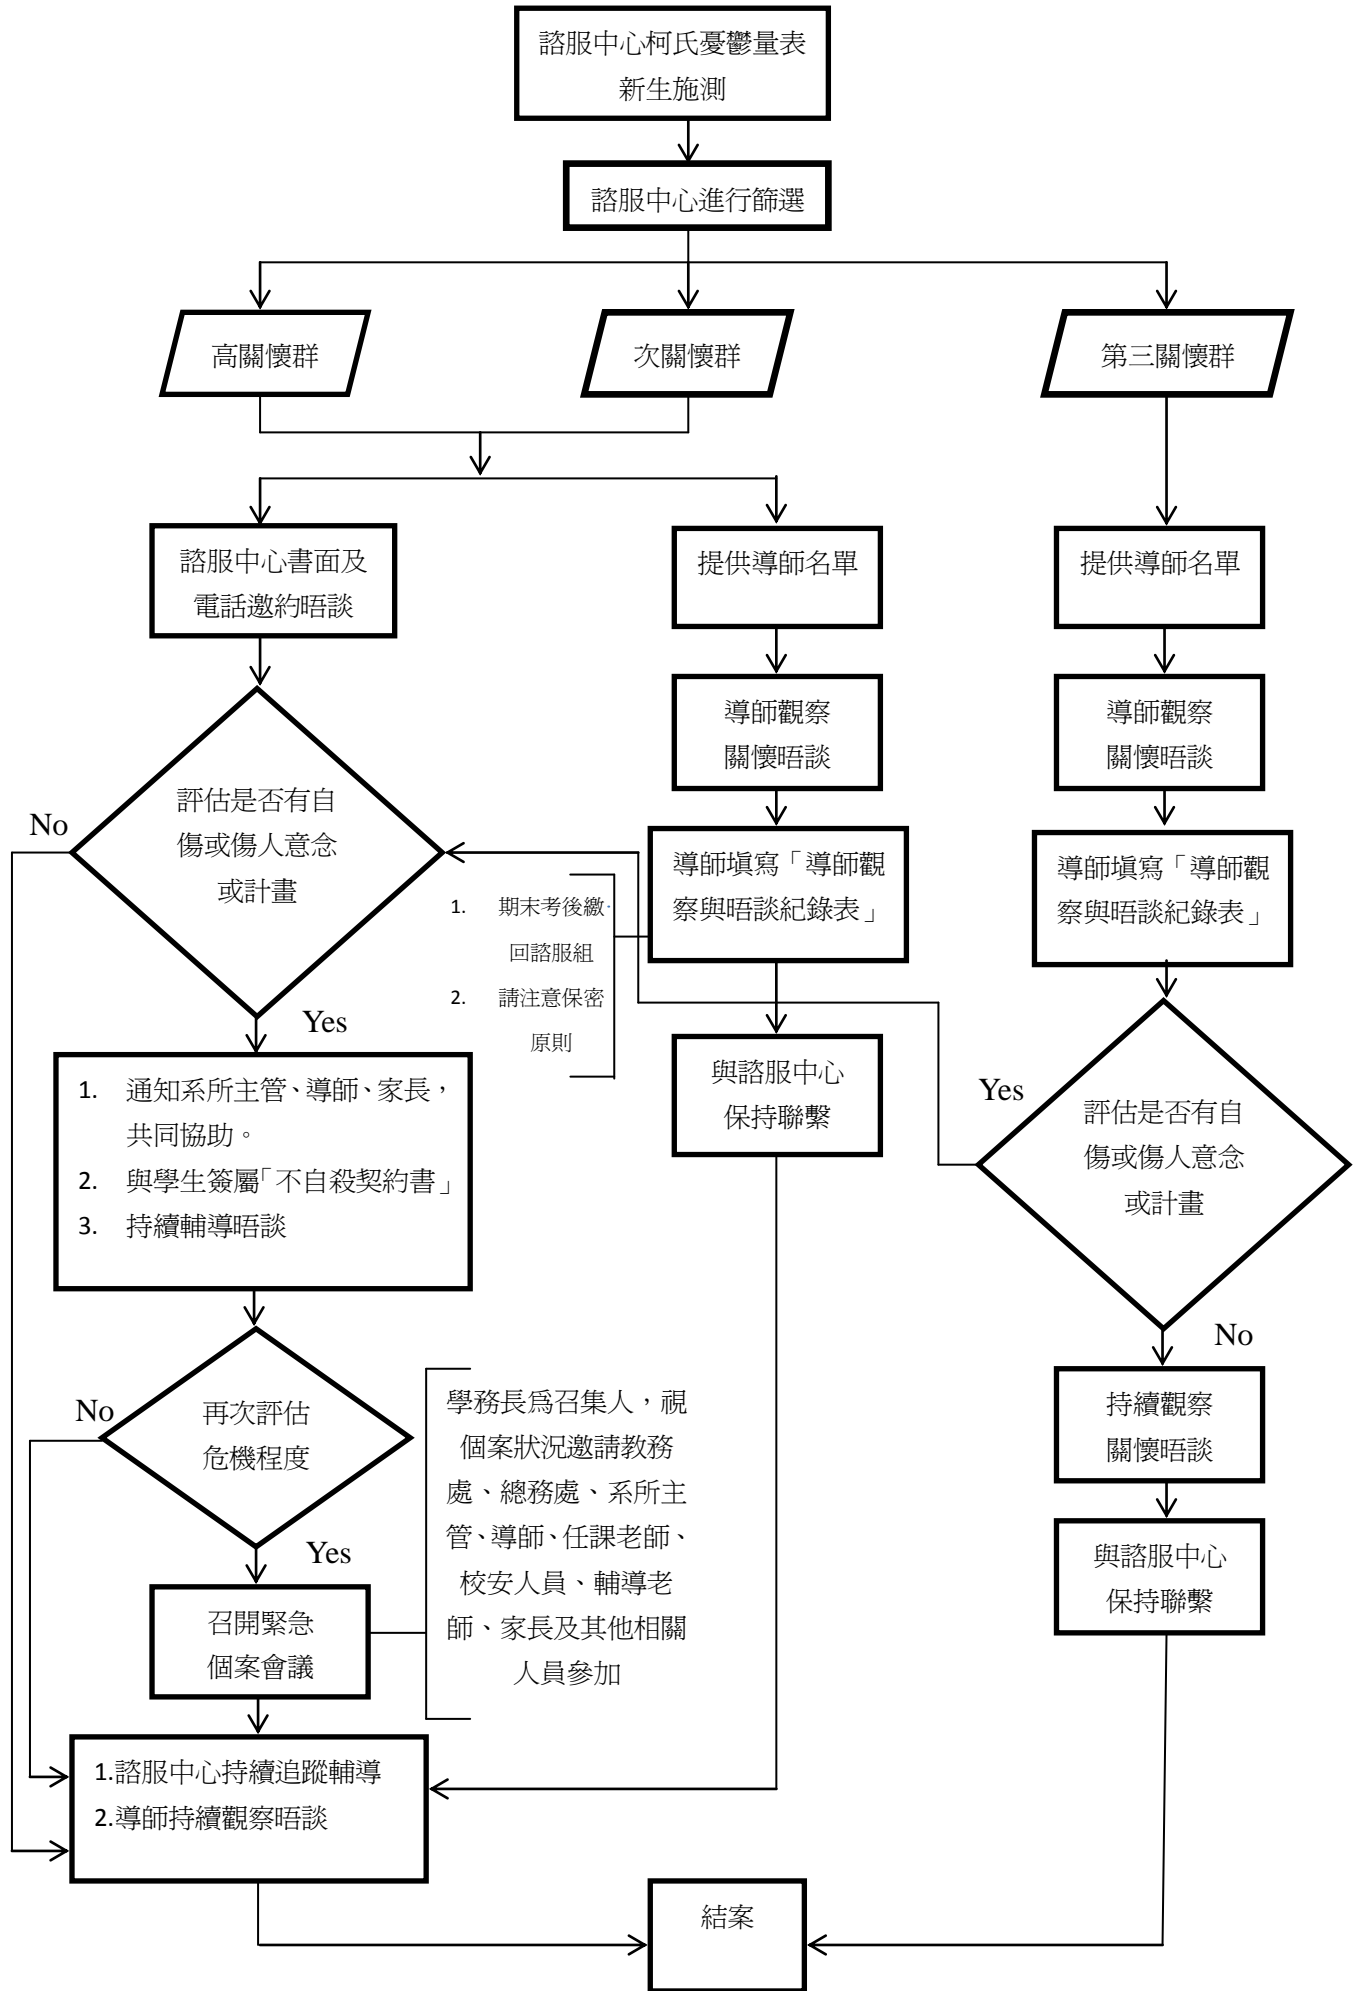 諮服中心柯氏憂鬱量表
新生施測
諮服中心進行篩選
高關懷群
次關懷群
第三關懷群
諮服中心書面及
電話邀約晤談
提供導師名單
提供導師名單
導師觀察
關懷晤談
導師觀察
關懷晤談
評估是否有自
傷或傷人意念
或計畫
No
Yes
導師填寫「導師觀
察與晤談紀錄表」
1. 期末考後繳
回諮服組
2. 請注意保密
原則
導師填寫「導師觀
察與晤談紀錄表」
與諮服中心
保持聯繫
Yes
評估是否有自
傷或傷人意念
或計畫
No
1. 通知系所主管、導師、家長，
共同協助。
2. 與學生簽屬「不自殺契約書」
3. 持續輔導晤談
No
再次評估
危機程度
Yes
學務長為召集人，視
個案狀況邀請教務
處、總務處、系所主
管、導師、任課老師、
校安人員、輔導老
師、家長及其他相關
人員參加
持續觀察
關懷晤談
與諮服中心
保持聯繫
召開緊急
個案會議
1.諮服中心持續追蹤輔導
2.導師持續觀察晤談
結案